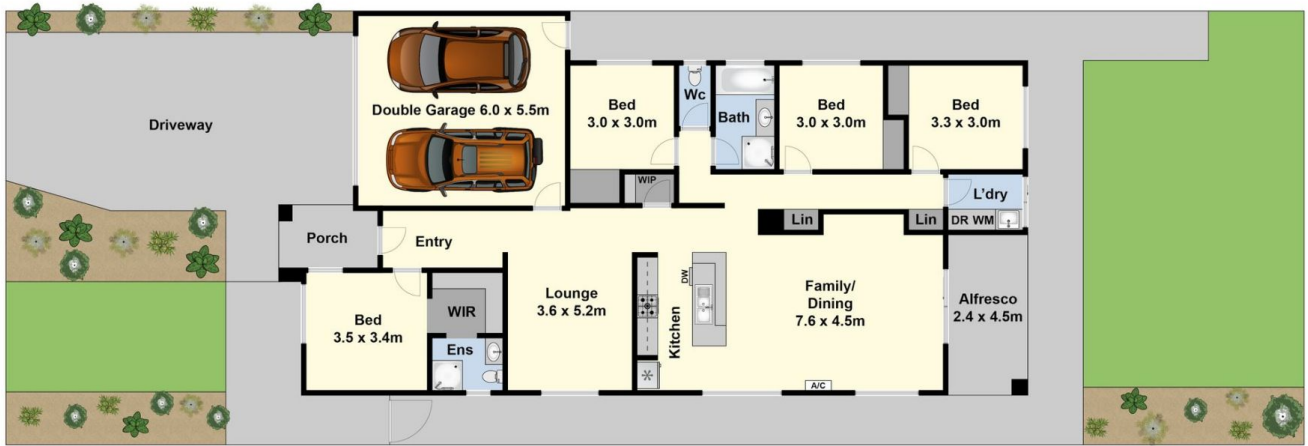 Driveway
Double Garage 6.0 x 5.5m
Bed
3.0 x 3.0m
Wc
Bath
Bed
3.0 x 3.0m
Bed
3.3 x 3.0m
WIP
L'dry
DR WM
Lin
Lin
Porch
Entry
Bed
3.5 x 3.4m
WIR
Ens
Lounge
3.6 x 5.2m
DW
Kitchen
Family/
Dining
7.6 x 4.5m
A/C
Alfresco
2.4 x 4.5m